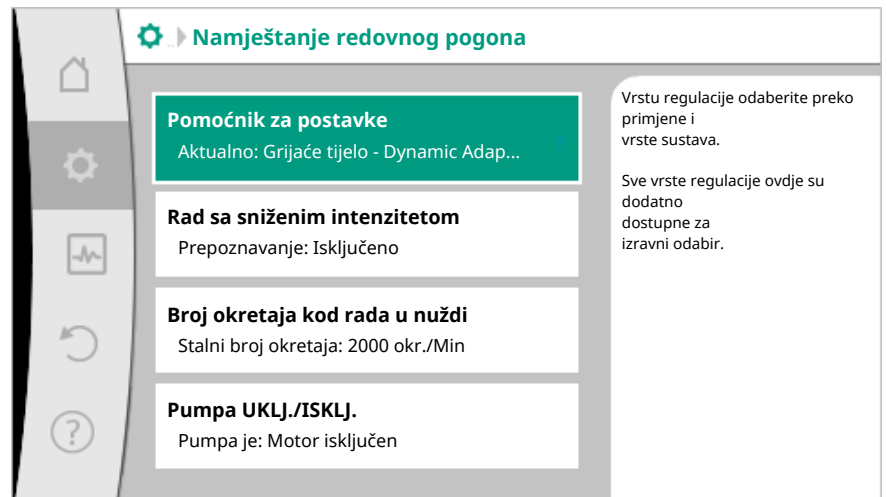 Namještanje redovnog pogona
Pomoćnik za postavke
Aktualno: Grijaće tijelo - Dynamic Adap...
Rad sa sniženim intenzitetom
Prepoznavanje: Isključeno
Broj okretaja kod rada u nuždi
Stalni broj okretaja: 2000 okr./Min
Pumpa UKLJ./ISKLJ.
Pumpa je: Motor isključen
Vrstu regulacije odaberite preko
primjene i
vrste sustava.
Sve vrste regulacije ovdje su
dodatno
dostupne za
izravni odabir.
?